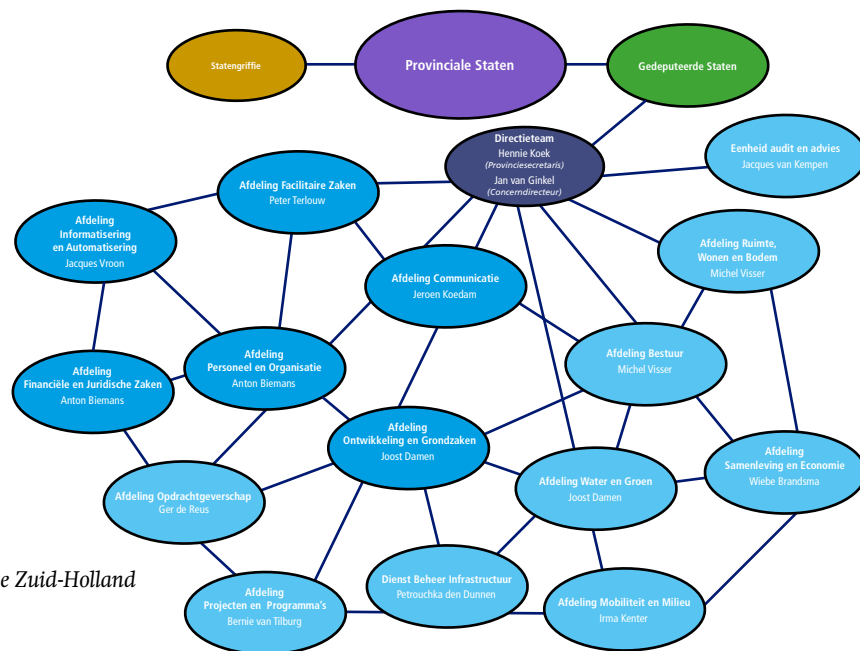 Statengriffie
Provinciale Staten
Gedeputeerde Staten
Directieteam
Hennie Koek
(Provinciesecretaris)
Jan van Ginkel
(Concerndirecteur)
Eenheid audit en advies
Jacques van Kempen
Afdeling Facilitaire Zaken
Peter Terlouw
Afdeling
Informatisering
en Automatisering
Jacques Vroon
Afdeling Ruimte,
Wonen en Bodem
Michel Visser
Afdeling Communicatie
Jeroen Koedam
Afdeling
Personeel en Organisatie
Anton Biemans
Afdeling Bestuur
Michel Visser
Afdeling
Financiële en Juridische Zaken
Anton Biemans
Afdeling
Ontwikkeling en Grondzaken
Joost Damen
Afdeling
Samenleving en Economie
Wiebe Brandsma
Afdeling Opdrachtgeverschap
Ger de Reus
Afdeling Water en Groen
Joost Damen
e Zuid-Holland
Dienst Beheer Infrastructuur
Petrouchka den Dunnen
Afdeling
Projecten en Programma's
Bernie van Tilburg
Afdeling Mobiliteit en Milieu
Irma Kenter